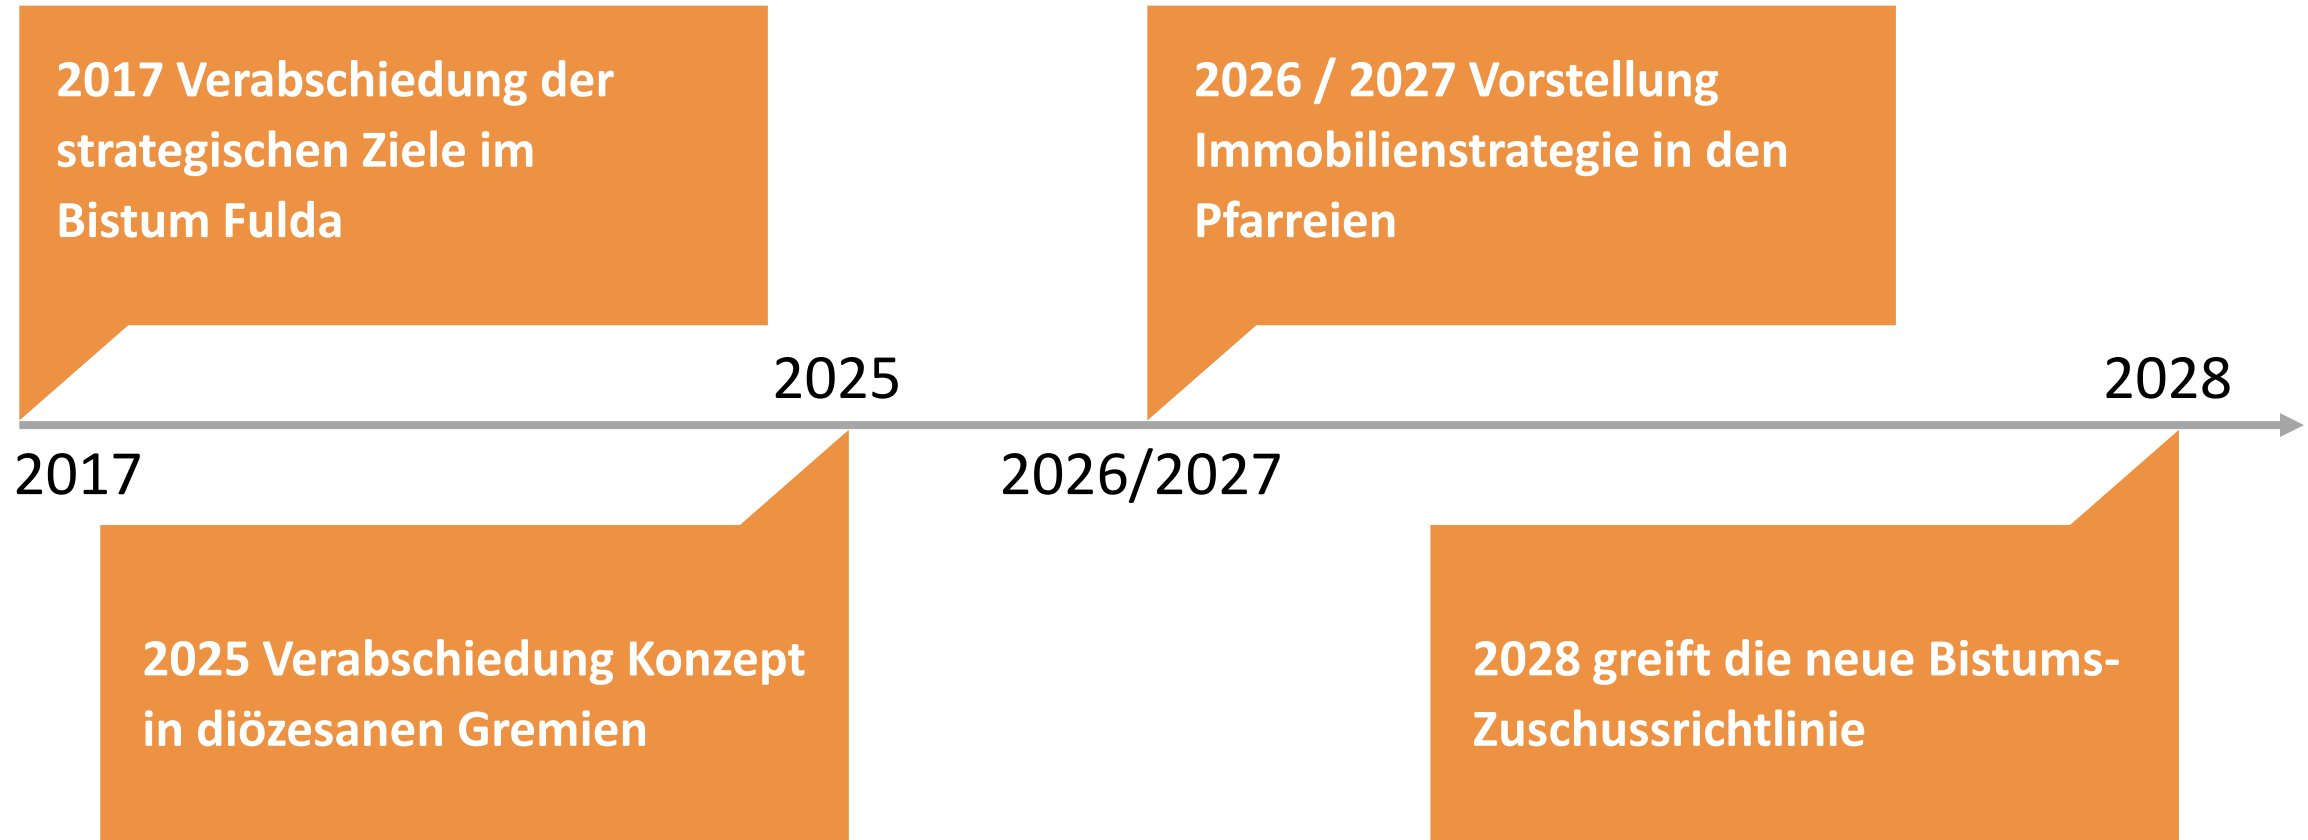 2017 Verabschiedung der
strategischen Ziele im
Bistum Fulda
2026 / 2027 Vorstellung
Immobilienstrategie in den
Pfarreien
2025
2028
2017
2026/2027
2025 Verabschiedung Konzept
in diözesanen Gremien
2028 greift die neue Bistums-
Zuschussrichtlinie